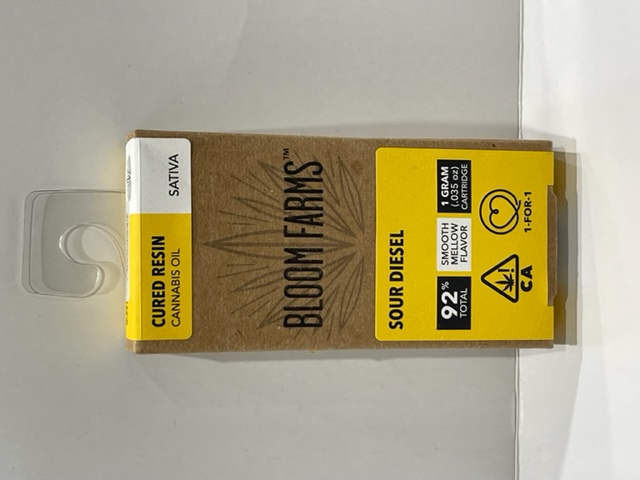 CURED RESIN
CANNABIS OIL
SATIVA
BLOOM FARMS™
SOUR DIESEL
92%
TOTAL
SMOOTH
MELLOW
FLAVOR
1 GRAM
(.035 oz)
CARTRIDGE
CA
1-FOR-1